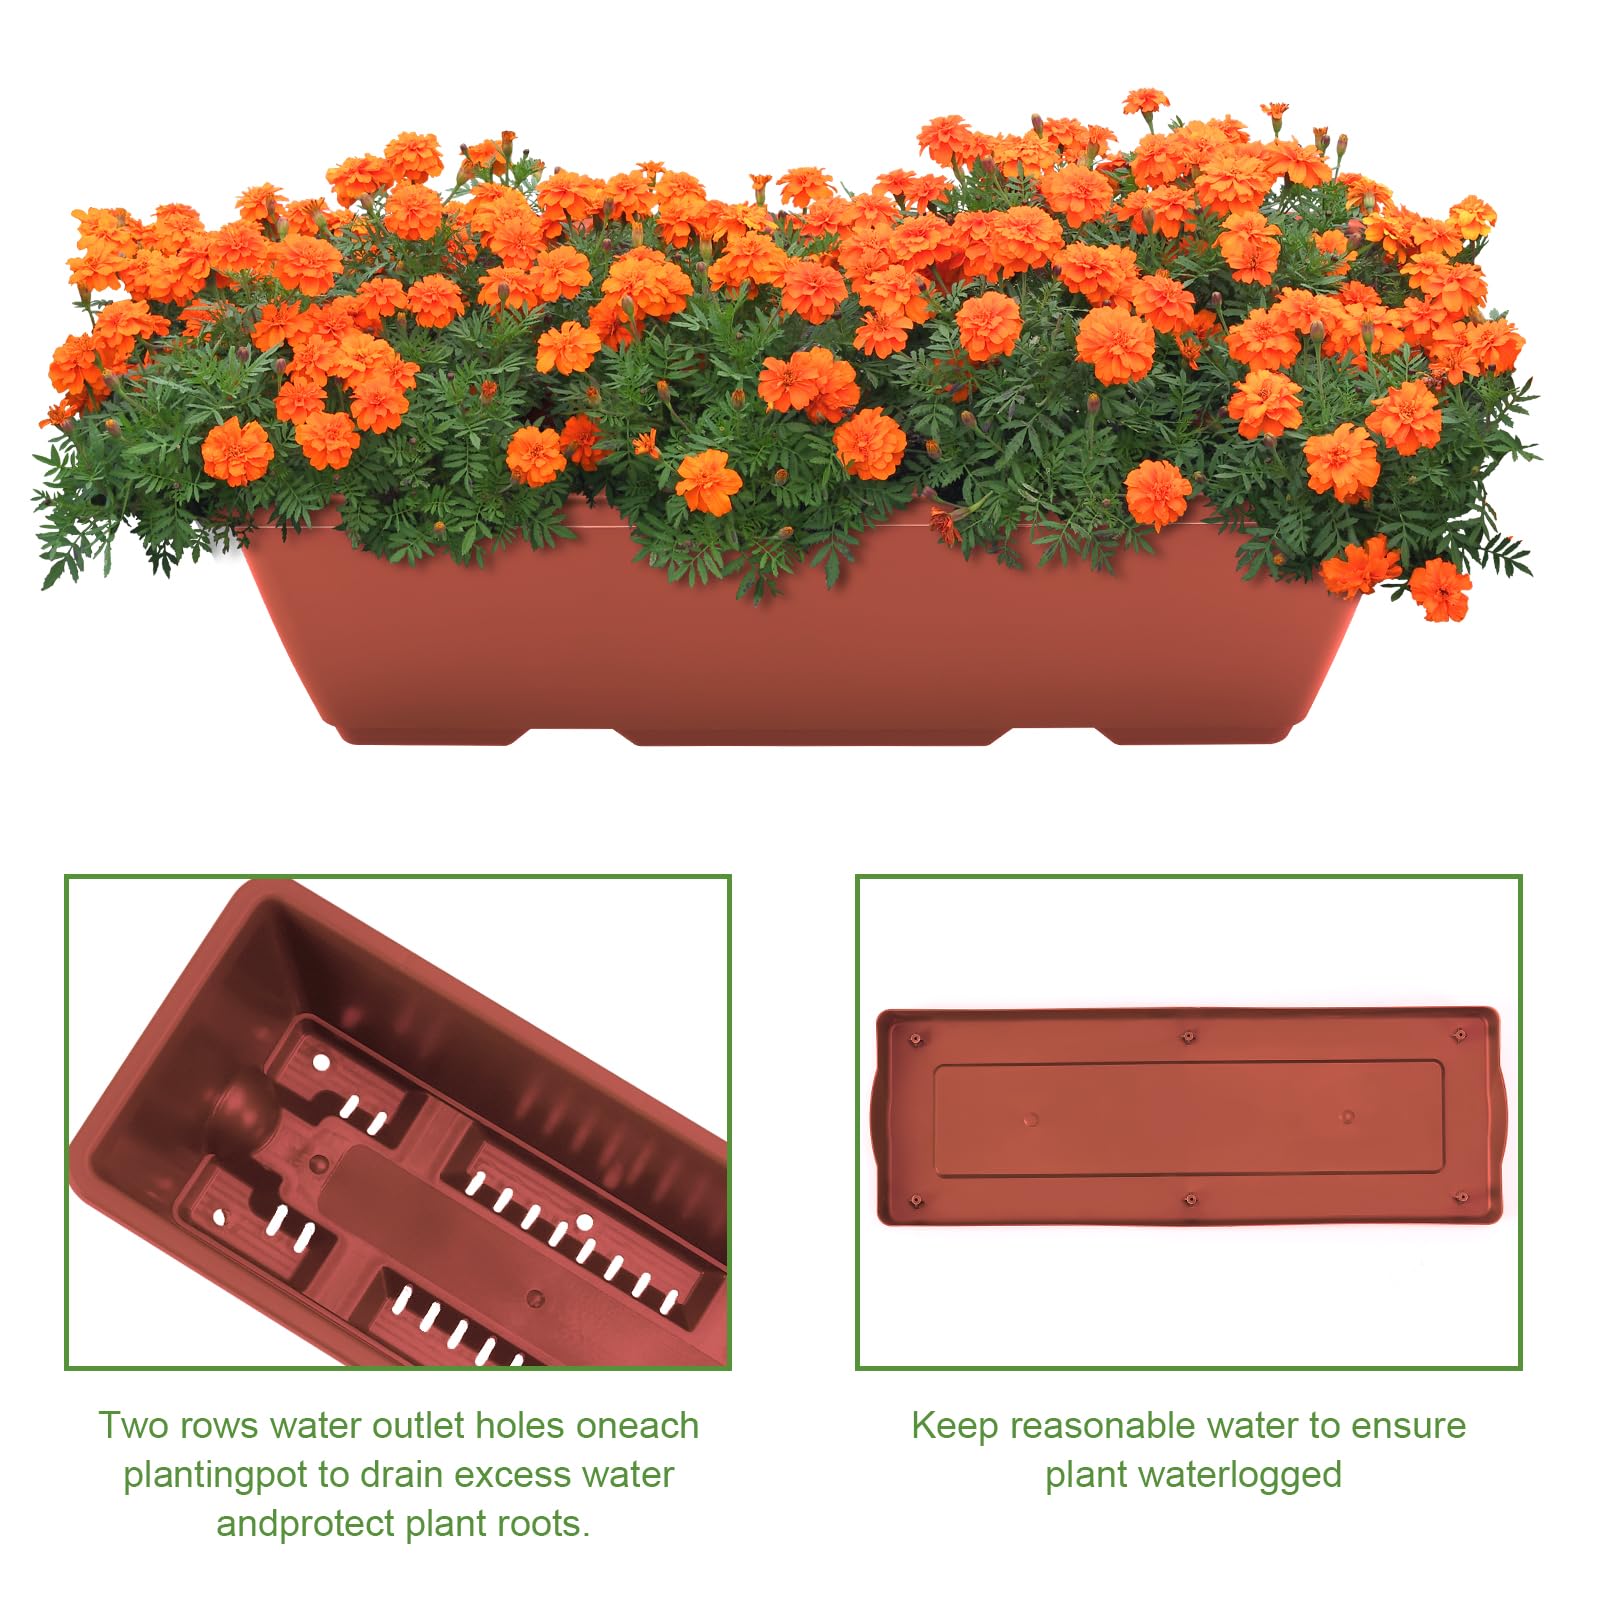 Two rows water outlet holes oneach
plantingpot to drain excess water
andprotect plant roots.
Keep reasonable water to ensure
plant waterlogged